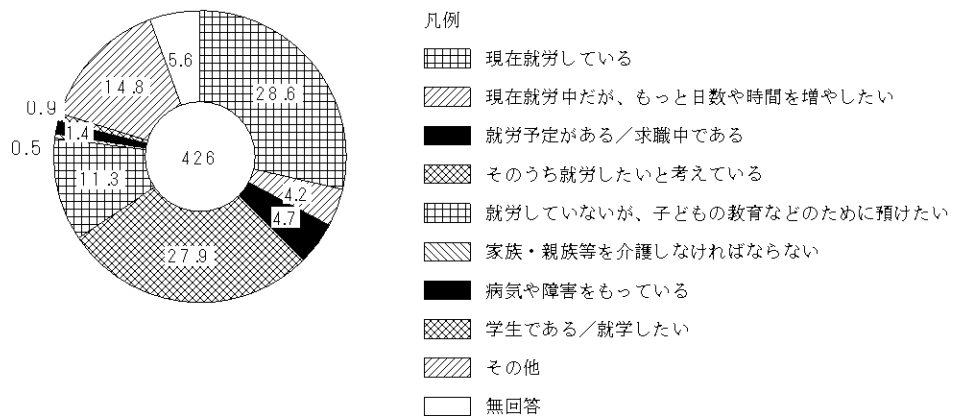 凡例
現在就労している
現在就労中だが、もっと日数や時間を増やしたい
就労予定がある／求職中である
そのうち就労したいと考えている
就労していないが、子どもの教育などのために預けたい
家族・親族等を介護しなければならない
病気や障害をもっている
学生である／就学したい
その他
無回答
5.6
28.6
14.8
0.9
1.4
0.5
426
11.3
4.2
4.7
27.9